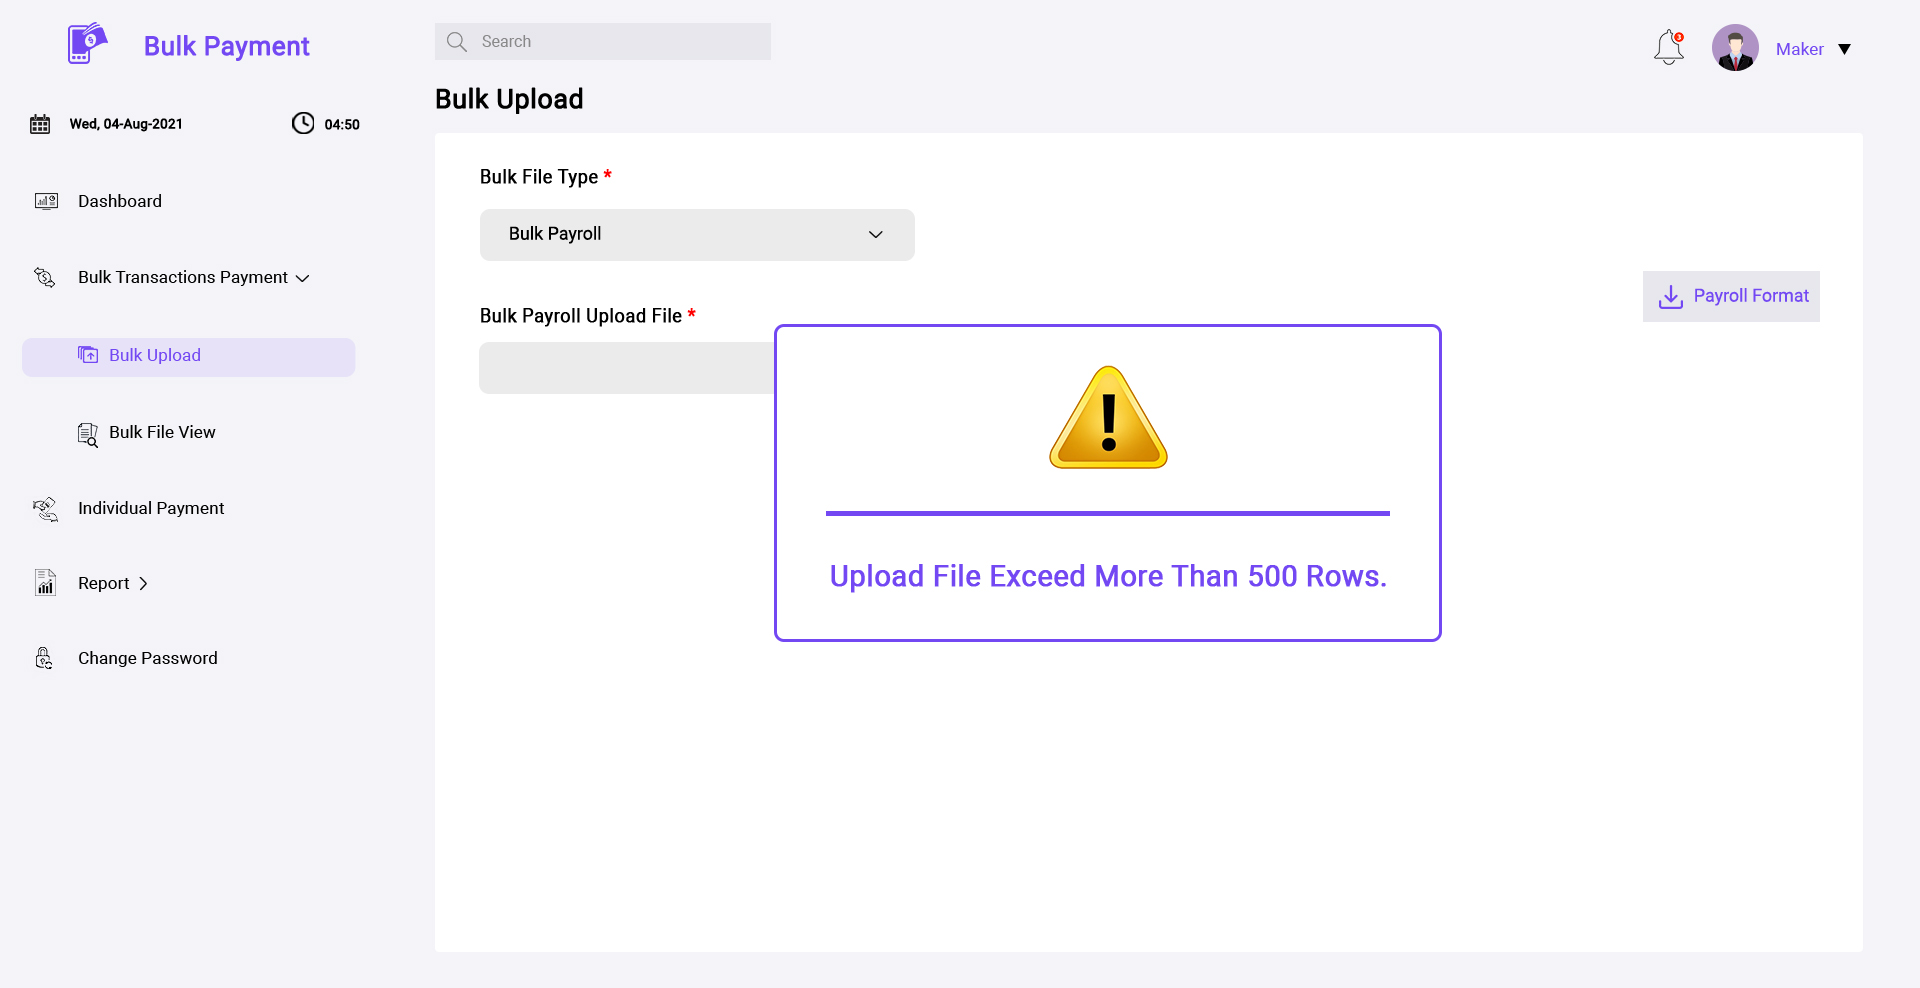 Bulk Payment
Search
3
Maker
Bulk Upload
Wed, 04-Aug-2021
04:50
Dashboard
Bulk Transactions Payment
Bulk Upload
Bulk File View
Individual Payment
Report
Change Password
Bulk File Type *
Bulk Payroll
Payroll Format
Bulk Payroll Upload File *
!
Upload File Exceed More Than 500 Rows.